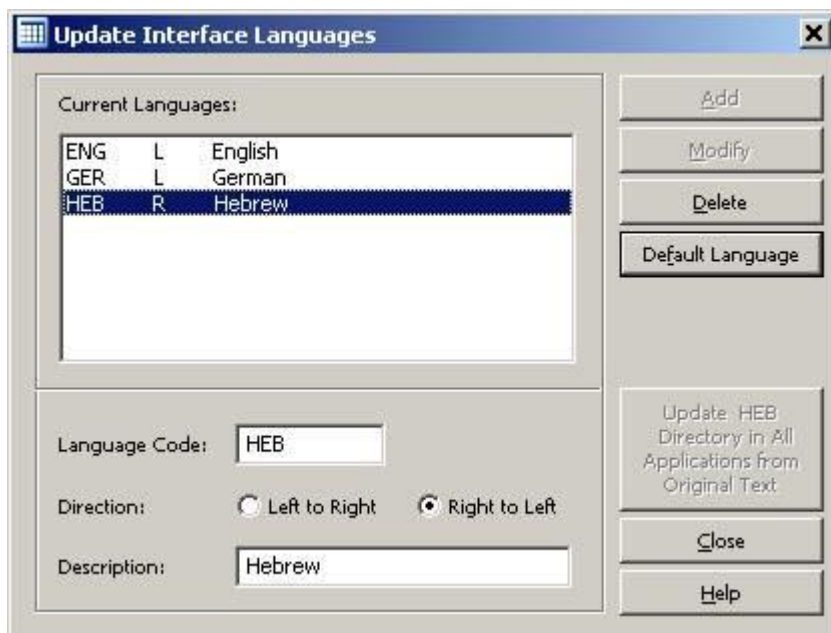 Update Interface Languages
Current Languages:
ENG L English
GER L German
HEB R Hebrew
Add
Modify
Delete
Default Language
Update HEB
Directory in All
Applications from
Original Text
Language Code: HEB
Direction: Left to Right Right to Left
Description: Hebrew
Close
Help